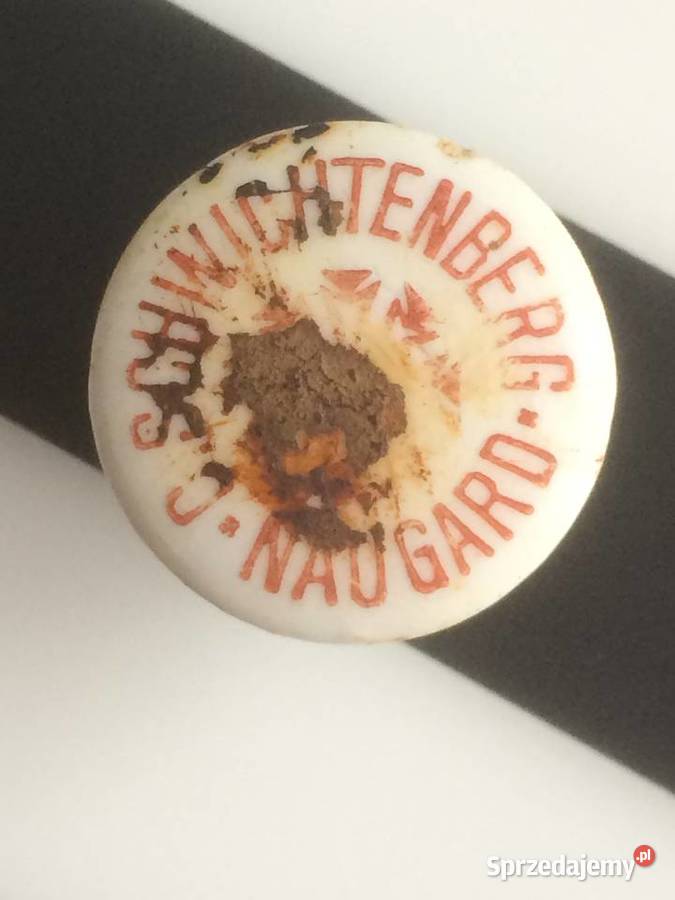 C. SCHWICHTENBERG
* NAUGARD *
Sprzedajemy.pl